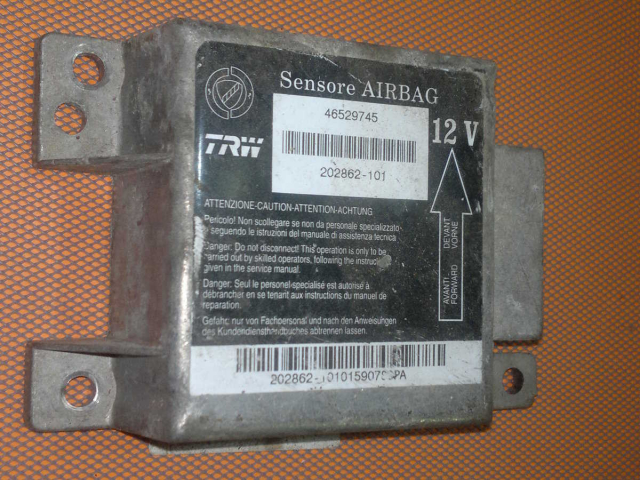 Sensore AIRBAG
46529745
TRW
12 V
202862-101
ATTENZIONE-CAUTION-ATTENTION-ACHTUNG
Pericolo! Non scollegare se non da personale specializzato
e seguendo le istruzioni del manuale di assistenza tecnica
Danger: Do not disconnect! This operation is only to be
carried out by skilled operators, following the instructions
given in the service manual.
Danger: Seul le personel-specialisé est autorisé à
débrancher en se tenant aux instructions du manuel de
reparation.
Gefahr: nur von Fachpersonal und nach den Anweisungen
des Kundendiensthandbuches abtrennen lassen.
AVANTI DEVANT
FORWARD VORNE